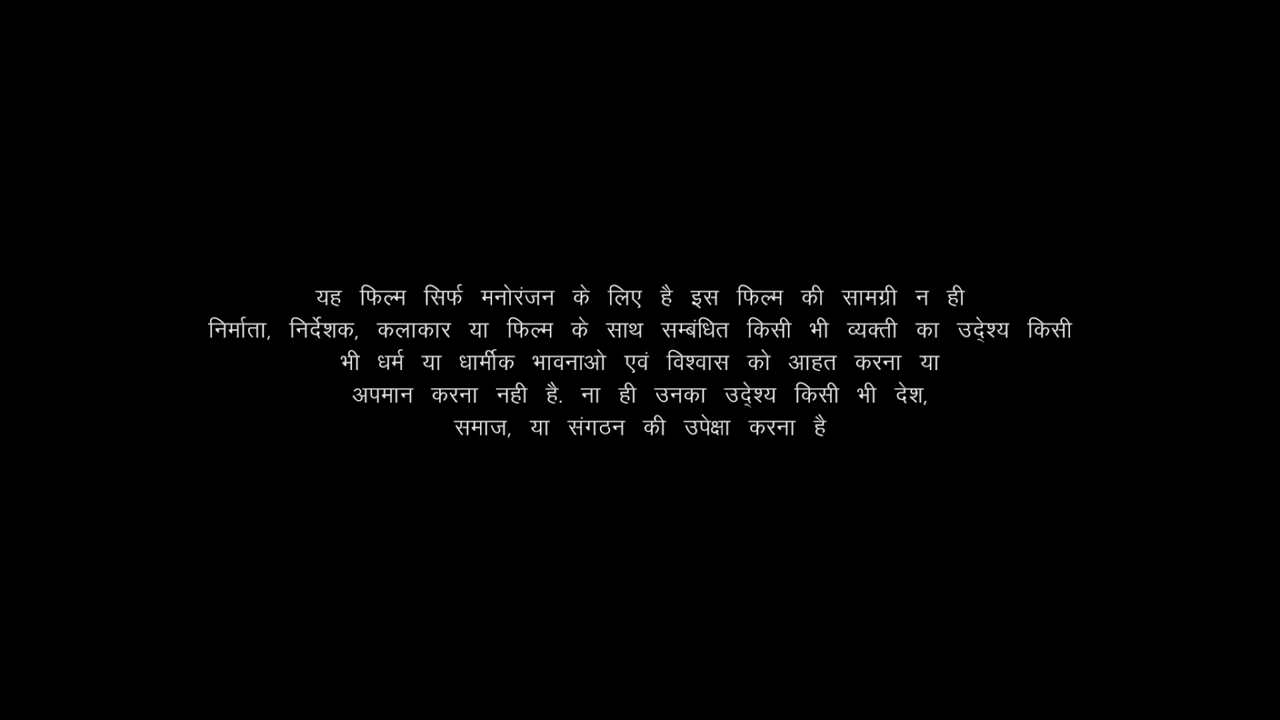 यह फिल्म सिर्फ मनोरंजन के लिए है इस फिल्म की सामग्री न ही
निर्माता, निर्देशक, कलाकार या फिल्म के साथ सम्बंधित किसी भी व्यक्ती का उद्देश्य किसी
भी धर्म या धार्मीक भावनाओ एवं विश्वास को आहत करना या
अपमान करना नही है. ना ही उनका उद्देश्य किसी भी देश,
समाज, या संगठन की उपेक्षा करना है